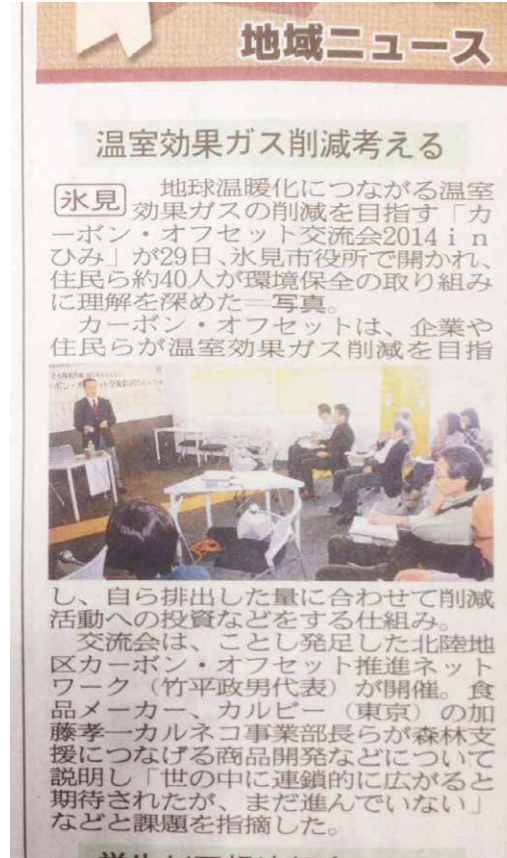 地域ニュース
温室効果ガス削減考える
氷見
地球温暖化につながる温室
効果ガスの削減を目指す「カ
ーボン・オフセット交流会2014 i n
ひみ」が29日、氷見市役所で開かれ、
住民ら約40人が環境保全の取り組み
に理解を深めた＝写真。
カーボン・オフセットは、企業や
住民らが温室効果ガス削減を目指
し、自ら排出した量に合わせて削減
活動への投資などをする仕組み。
交流会は、ことし発足した北陸地
区カーボン・オフセット推進ネット
ワーク（竹平政男代表）が開催。食
品メーカー、カルビー（東京）の加
藤孝一カルネコ事業部長らが森林支
援につなげる商品開発などについて
説明し「世の中に連鎖的に広がると
期待されたが、まだ進んでいない」
などと課題を指摘した。